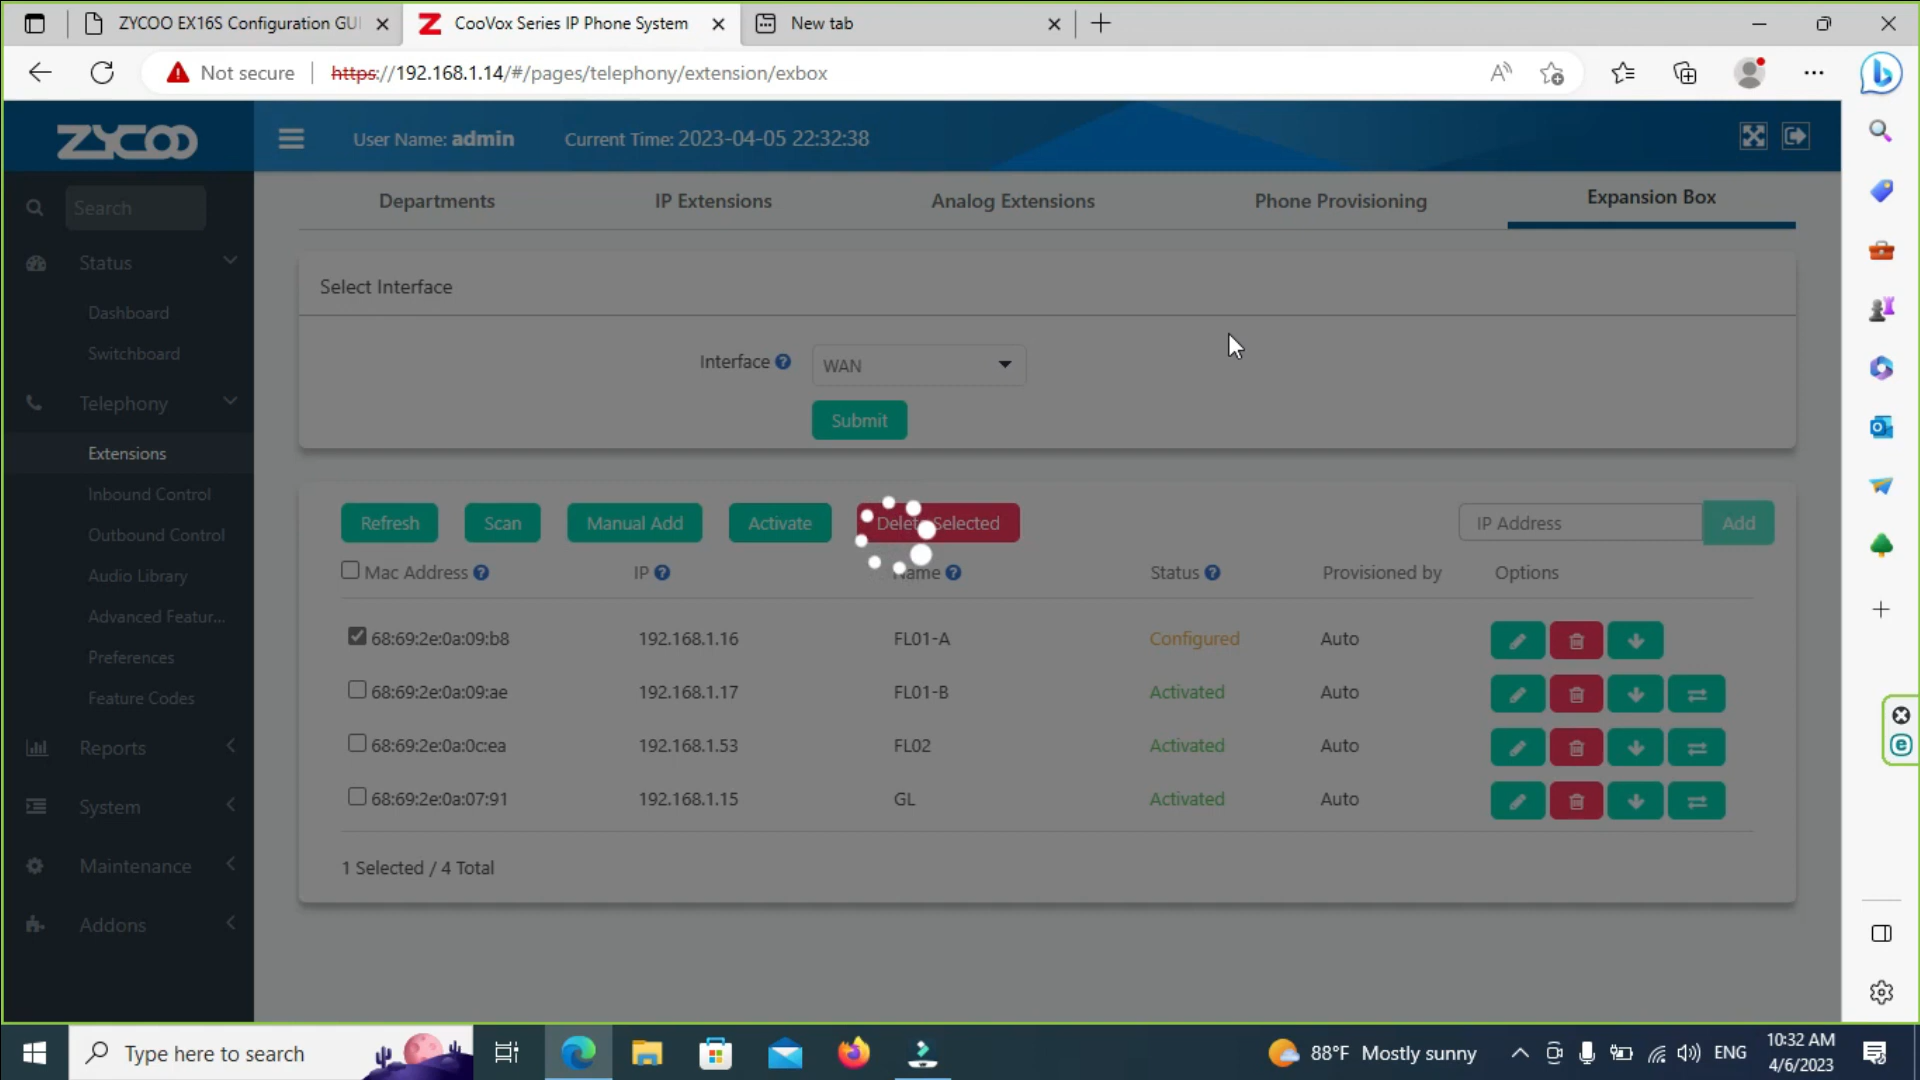 ZYCOO EX16S Configuration GUI
CooVox Series IP Phone System
New tab
Not secure
https://192.168.1.14/#/pages/telephony/extension/exbox
ZYCOO
User Name: admin
Current Time: 2023-04-05 22:32:38
Search
Status
Dashboard
Switchboard
Telephony
Extensions
Inbound Control
Outbound Control
Audio Library
Advanced Featur...
Preferences
Feature Codes
Reports
System
Maintenance
Addons
Departments IP Extensions Analog Extensions Phone Provisioning Expansion Box
Select Interface
Interface WAN
Submit
Refresh Scan Manual Add Activate Delete Selected IP Address Add
Mac Address IP Name Status Provisioned by Options
68:69:2e:0a:09:b8 192.168.1.16 FL01-A Configured Auto
68:69:2e:0a:09:ae 192.168.1.17 FL01-B Activated Auto
68:69:2e:0a:0c:ea 192.168.1.53 FL02 Activated Auto
68:69:2e:0a:07:91 192.168.1.15 GL Activated Auto
1 Selected / 4 Total
Type here to search
88°F Mostly sunny
ENG
10:32 AM
4/6/2023